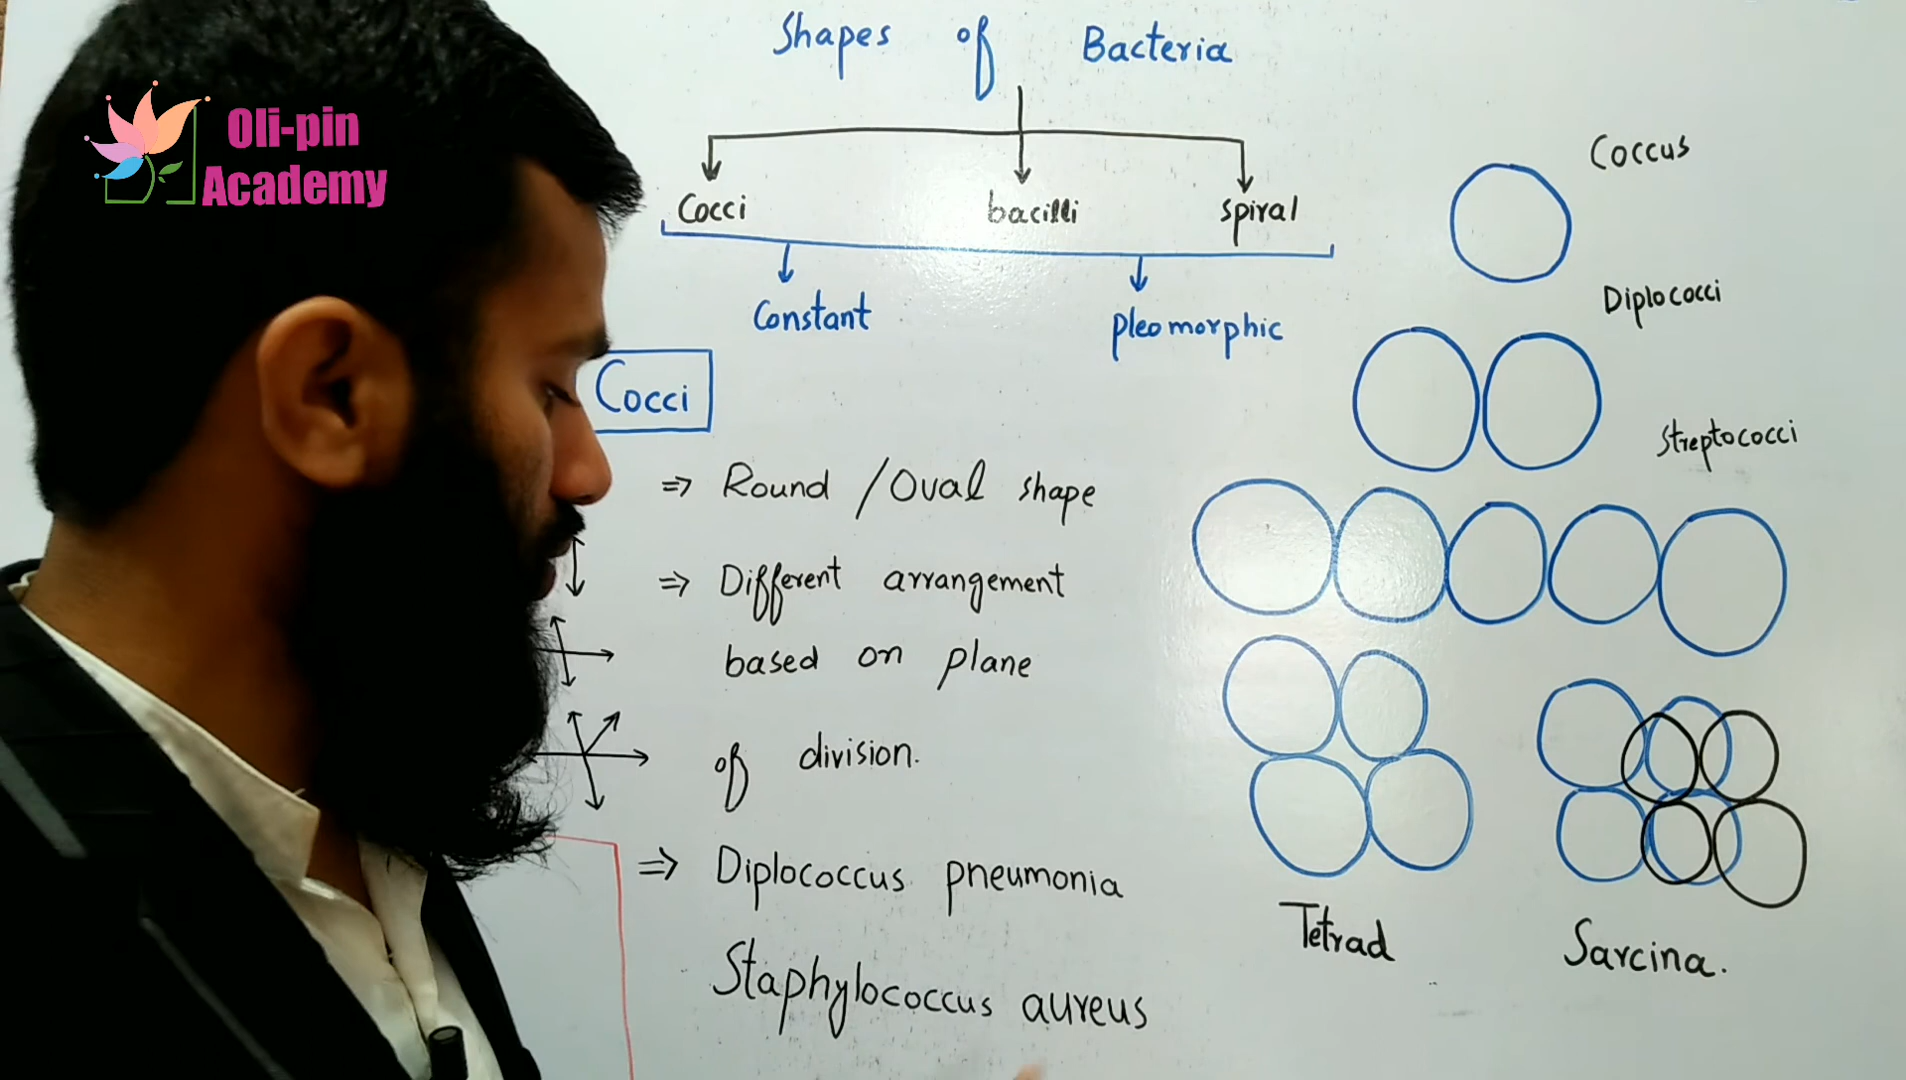 Oli-pin
Academy
Shapes of Bacteria
Cocci bacilli spiral
Constant pleomorphic
Cocci
⇒ Round / Oval shape
⇒ Different arrangement
based on plane
of division.
⇒ Diplococcus pneumonia
Staphylococcus aureus
Coccus
Diplococci
Streptococci
Tetrad
Sarcina.